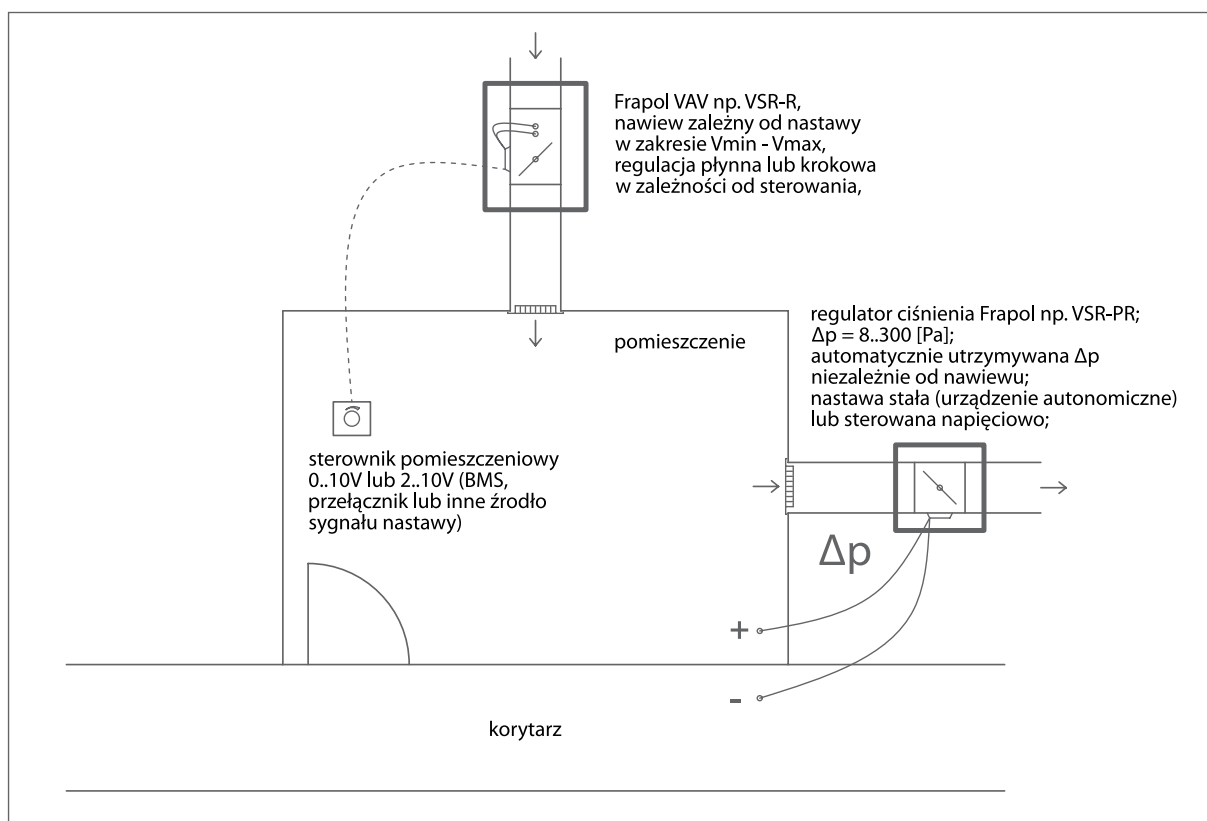 Frapol VAV np. VSR-R,
nawiew zależny od nastawy
w zakresie Vmin - Vmax,
regulacja płynna lub krokowa
w zależności od sterowania,
pomieszczenie
regulator ciśnienia Frapol np. VSR-PR;
Δp = 8..300 [Pa];
automatycznie utrzymywana Δp
niezależnie od nawiewu;
nastawa stała (urządzenie autonomiczne)
lub sterowana napięciowo;
sterownik pomieszczeniowy
0..10V lub 2..10V (BMS,
przełącznik lub inne źródło
sygnału nastawy)
Δp
+
-
korytarz